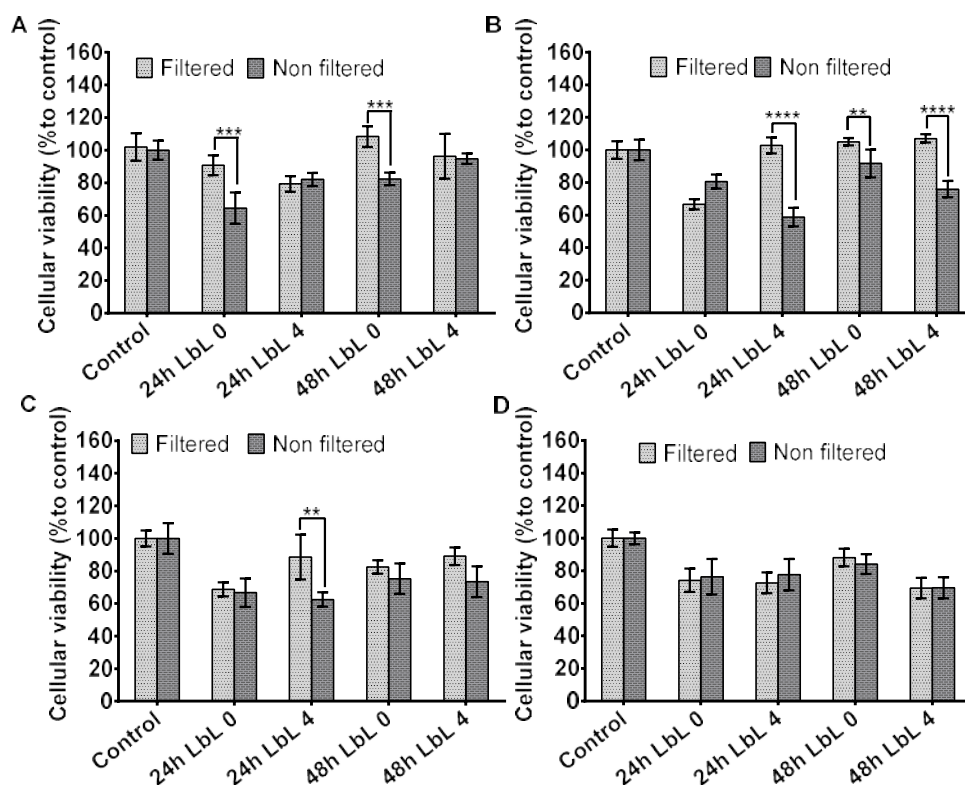 A
Cellular viability (%to control)
160
140
120
100
80
60
40
20
0
Filtered
Non filtered
***
***
Control
24h LbL 0
24h LbL 4
48h LbL 0
48h LbL 4
B
Cellular viability (%to control)
160
140
120
100
80
60
40
20
0
Filtered
Non filtered
****
**
****
Control
24h LbL 0
24h LbL 4
48h LbL 0
48h LbL 4
C
Cellular viability (%to control)
160
140
120
100
80
60
40
20
0
Filtered
Non filtered
**
Control
24h LbL 0
24h LbL 4
48h LbL 0
48h LbL 4
D
Cellular viability (%to control)
160
140
120
100
80
60
40
20
0
Filtered
Non filtered
Control
24h LbL 0
24h LbL 4
48h LbL 0
48h LbL 4